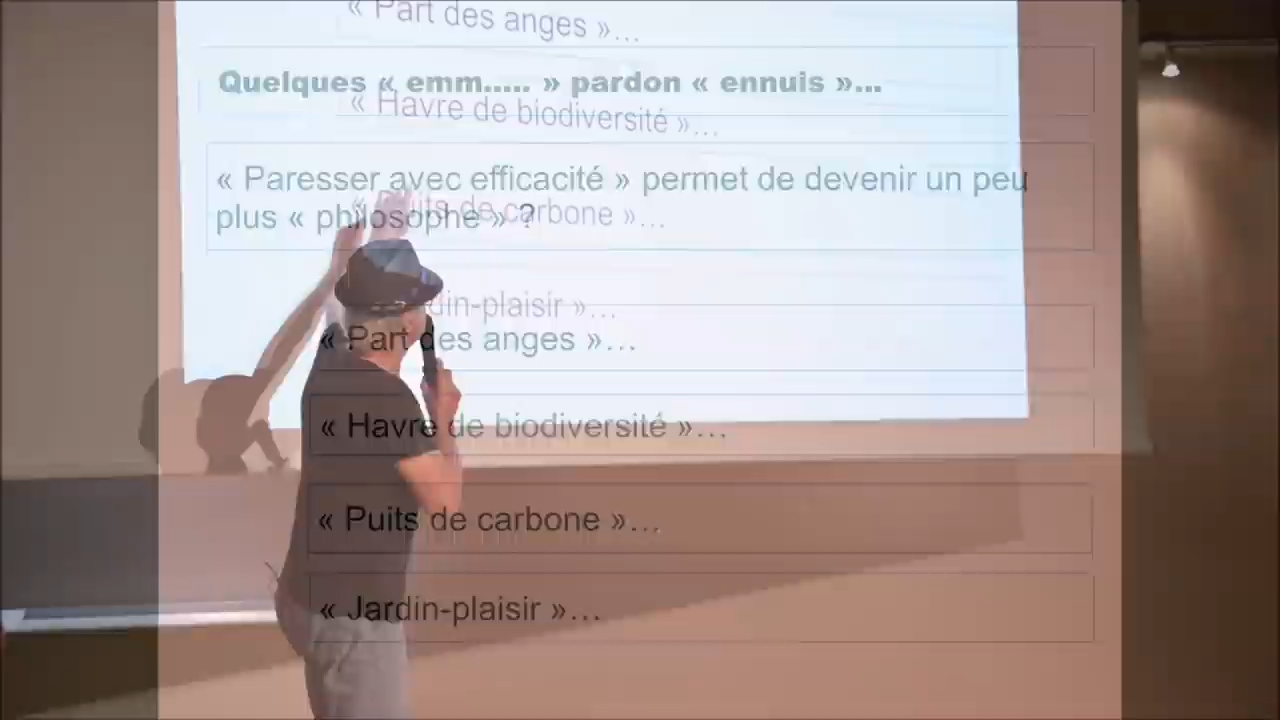 « Part des anges »…
Quelques « emm..... » pardon « ennuis »…
« Havre de biodiversité »…
« Paresser avec efficacité » permet de devenir un peu
plus « philosophe » ?
« Puits de carbone »…
din-plaisir »…
« Part des anges »…
« Havre de biodiversité »…
« Puits de carbone »…
« Jardin-plaisir »…